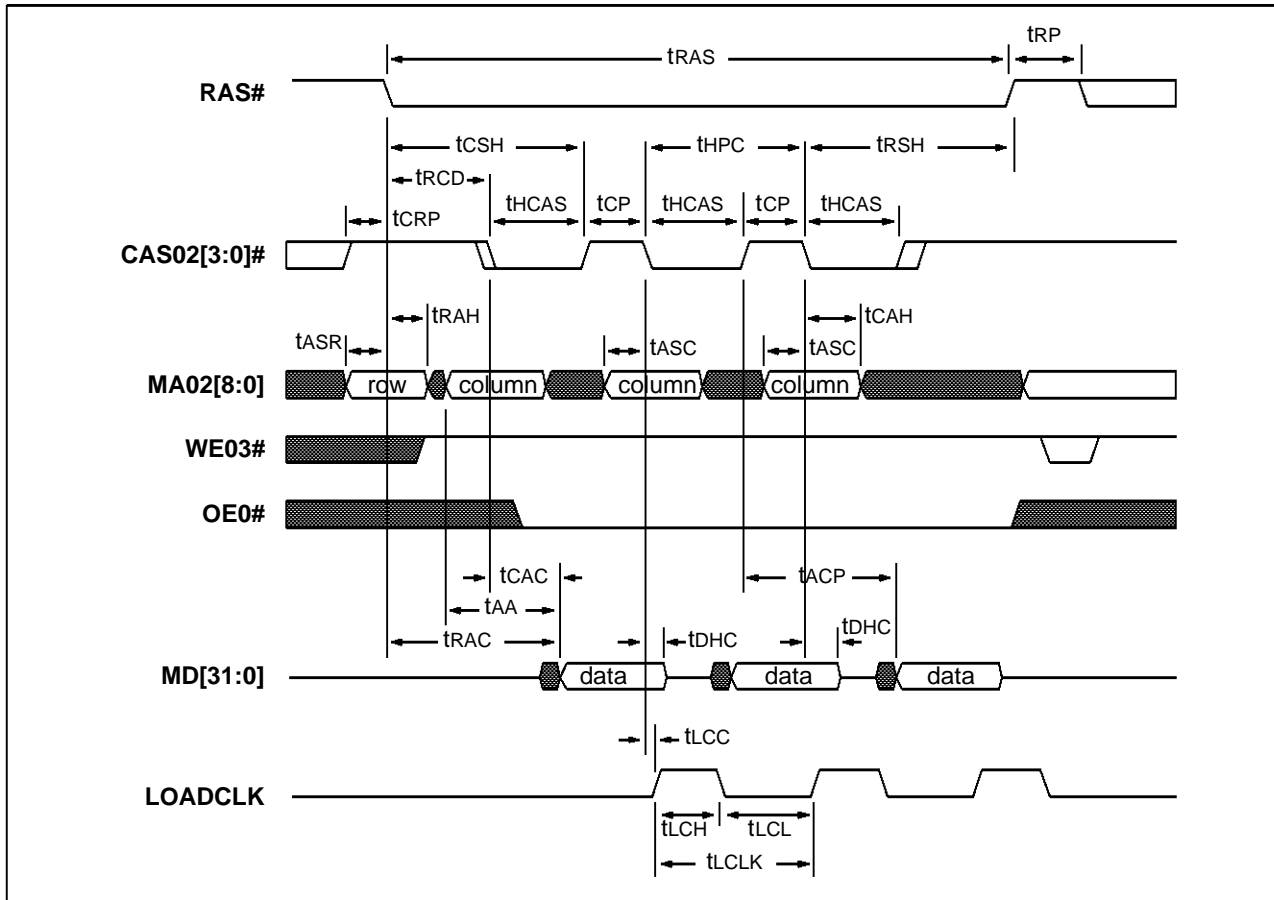 tRP
tRAS
RAS#
tCSH tHPC tRSH
tRCD
tHCAS tCP tHCAS tCP tHCAS
tCRP
CAS02[3:0]#
tRAH tCAH
tASR tASC tASC
MA02[8:0] row column column column
WE03#
OE0#
tCAC tACP
tAA
tRAC tDHC tDHC
MD[31:0] data data data
tLCC
LOADCLK
tLCH tLCL
tLCLK